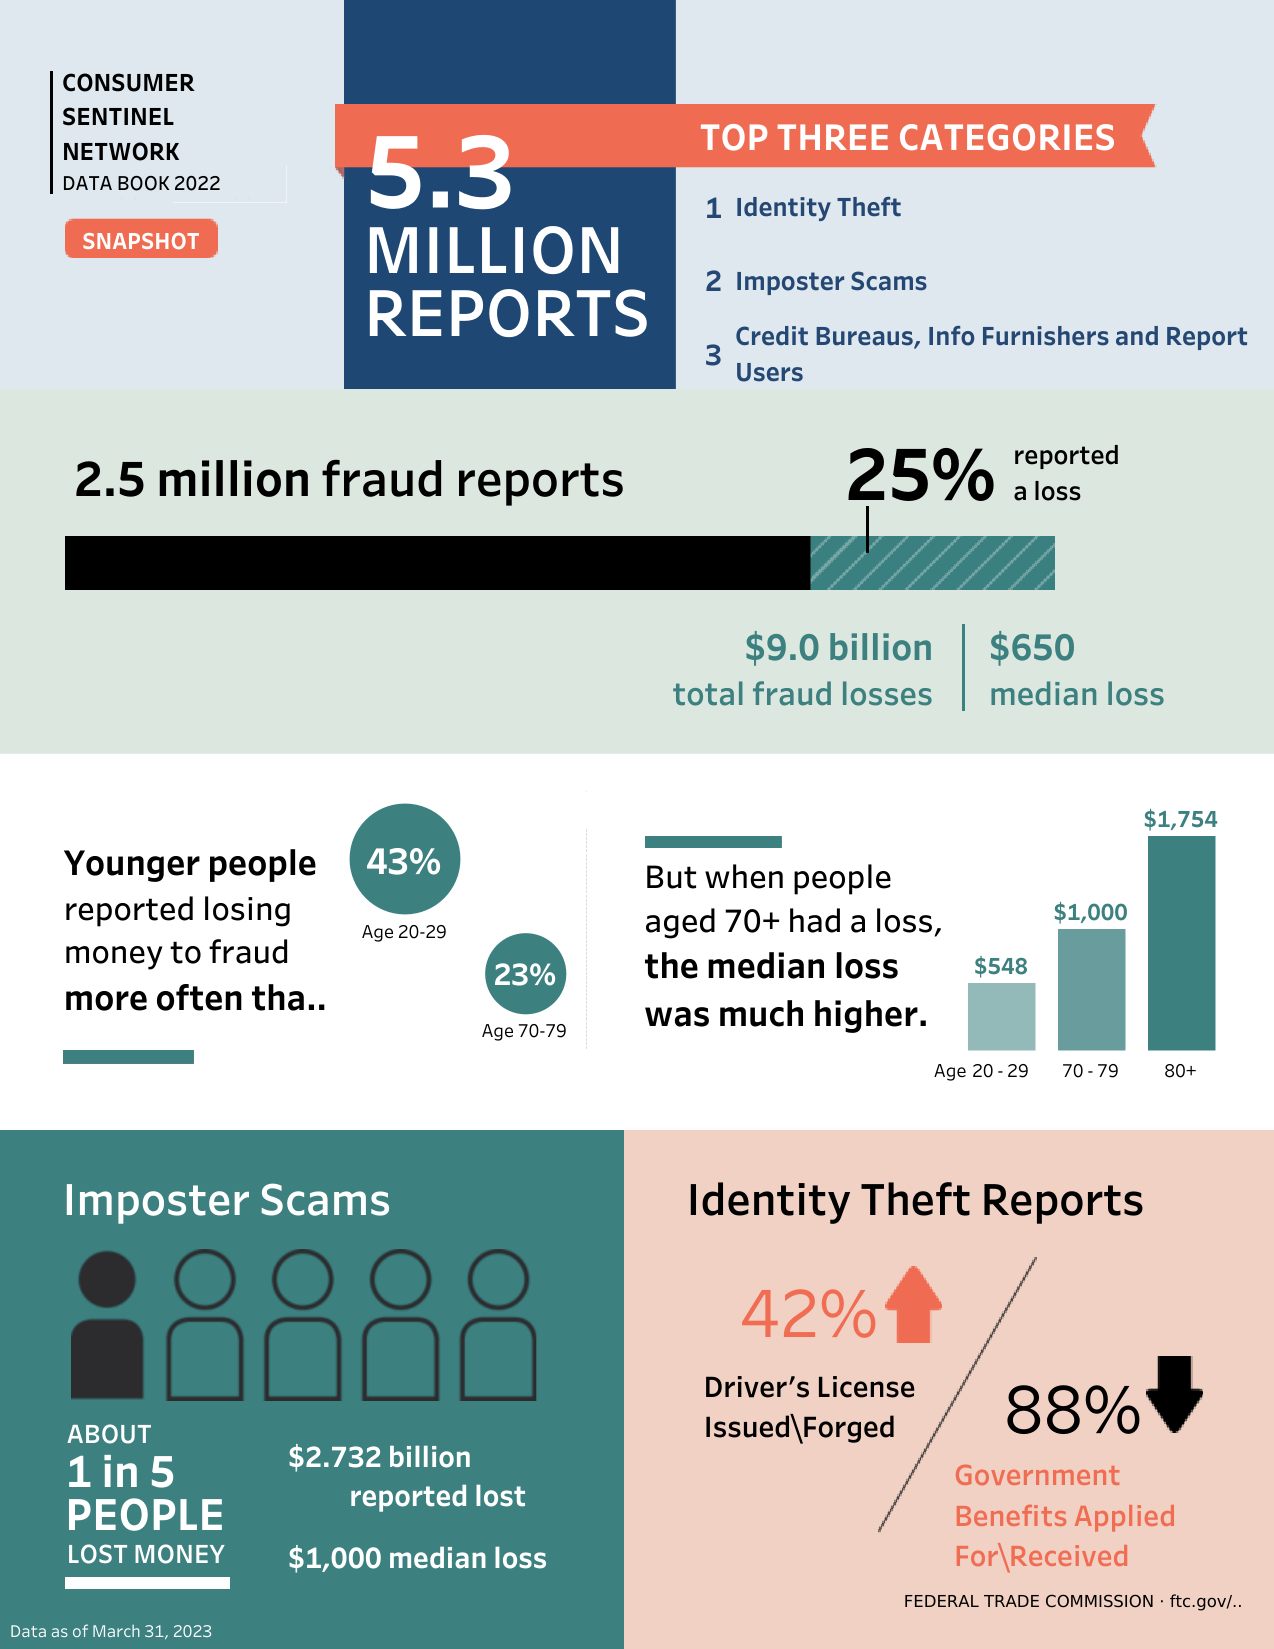 CONSUMER
SENTINEL
NETWORK
DATA BOOK 2022
SNAPSHOT
5.3
MILLION
REPORTS
TOP THREE CATEGORIES
1 Identity Theft
2 Imposter Scams
3 Credit Bureaus, Info Furnishers and Report
Users
2.5 million fraud reports
25% reported
a loss
$9.0 billion
total fraud losses
$650
median loss
Younger people
reported losing
money to fraud
more often tha..
43%
Age 20-29
23%
Age 70-79
But when people
aged 70+ had a loss,
the median loss
was much higher.
$548
$1,000
$1,754
Age 20 - 29
70 - 79
80+
Imposter Scams
ABOUT
1 in 5
PEOPLE
LOST MONEY
$2.732 billion
reported lost
$1,000 median loss
Data as of March 31, 2023
Identity Theft Reports
42%
Driver’s License
Issued\Forged
88%
Government
Benefits Applied
For\Received
FEDERAL TRADE COMMISSION · ftc.gov/..